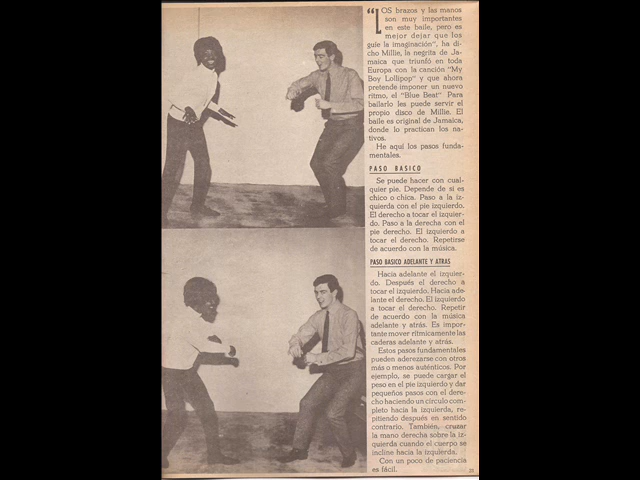 "LOS brazos y las manos
son muy importantes
en este baile, pero es
mejor dejar que los
guíe la imaginación", ha di-
cho Millie, la negrita de Ja-
maica que triunfó en toda
Europa con la canción "My
Boy Lollipop" y que ahora
pretende imponer un nuevo
ritmo, el "Blue Beat" Para
bailarlo les puede servir el
propio disco de Millie. El
baile es original de Jamaica,
donde lo practican los na-
tivos.
He aquí los pasos funda-
mentales.
PASO BASICO
Se puede hacer con cual-
quier pie. Depende de si es
chico o chica. Paso a la iz-
quierda con el pie izquierdo.
El derecho a tocar el izquier-
do. Paso a la derecha con el
pie derecho. El izquierdo a
tocar el derecho. Repetirse
de acuerdo con la música.
PASO BASICO ADELANTE Y ATRAS
Hacia adelante el izquier-
do. Después el derecho a
tocar el izquierdo. Hacia ade-
lante el derecho. El izquierdo
a tocar el derecho. Repetir
de acuerdo con la música
adelante y atrás. Es impor-
tante mover rítmicamente las
caderas adelante y atrás.
Estos pasos fundamentales
pueden aderezarse con otros
más o menos auténticos. Por
ejemplo, se puede cargar el
peso en el pie izquierdo y dar
pequeños pasos con el dere-
cho haciendo un círculo com-
pleto hacia la izquierda, re-
pitiendo después en sentido
contrario. También, cruzar
la mano derecha sobre la iz-
quierda cuando el cuerpo se
incline hacia la izquierda.
Con un poco de paciencia
es fácil.